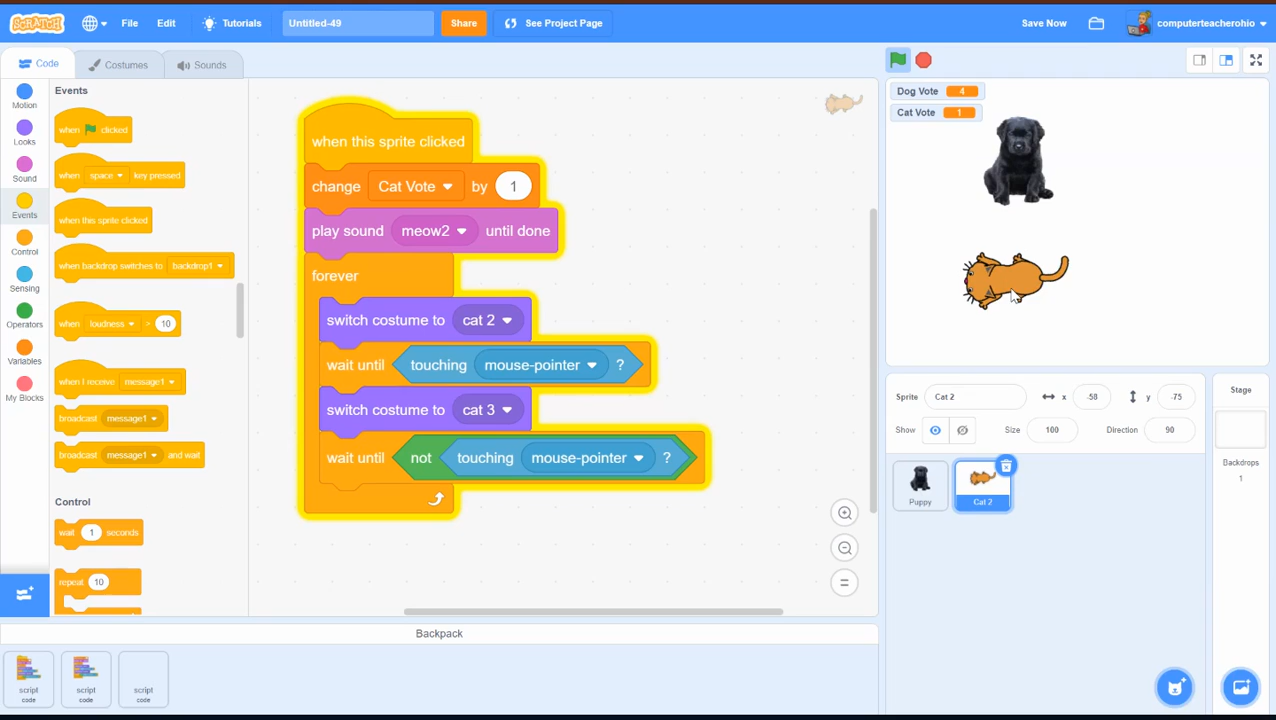 SCRATCH
File
Edit
Tutorials
Untitled-49
Share
See Project Page
Save Now
computerteacherohio
Code
Costumes
Sounds
Motion
Looks
Sound
Events
Control
Sensing
Operators
Variables
My Blocks
Events
when clicked
when space key pressed
when this sprite clicked
when backdrop switches to backdrop1
when loudness > 10
when I receive message1
broadcast message1
broadcast message1 and wait
Control
wait 1 seconds
repeat 10
when this sprite clicked
change Cat Vote by 1
play sound meow2 until done
forever
switch costume to cat 2
wait until touching mouse-pointer ?
switch costume to cat 3
wait until not touching mouse-pointer ?
Dog Vote 4
Cat Vote 1
Sprite Cat 2 x -58 y -75
Show Size 100 Direction 90
Puppy
Cat 2
Stage
Backdrops
1
Backpack
script
code
script
code
script
code